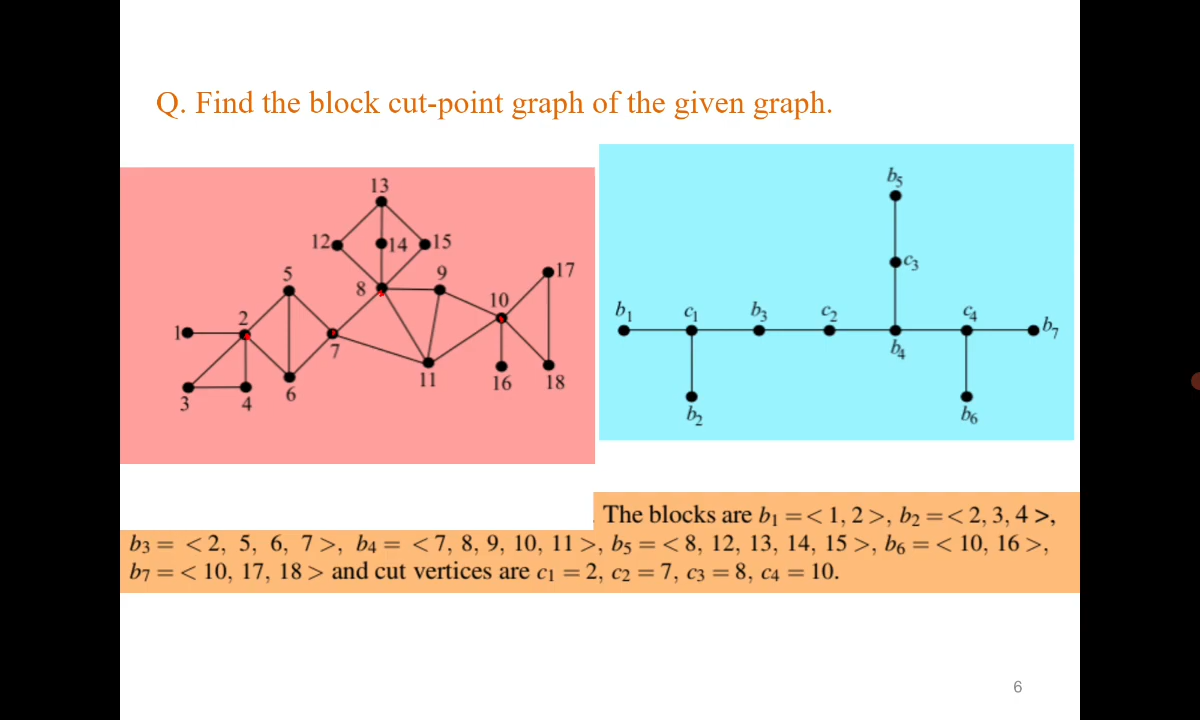 Q. Find the block cut-point graph of the given graph.
13
12
14
15
5
8
9
17
2
10
1
7
11
16
18
3
4
6
b5
c3
b1
c1
b3
c2
c4
b7
b4
b2
b6
The blocks are b1 = < 1, 2 >, b2 = < 2, 3, 4 >,
b3 = < 2, 5, 6, 7 >, b4 = < 7, 8, 9, 10, 11 >, b5 = < 8, 12, 13, 14, 15 >, b6 = < 10, 16 >,
b7 = < 10, 17, 18 > and cut vertices are c1 = 2, c2 = 7, c3 = 8, c4 = 10.
6